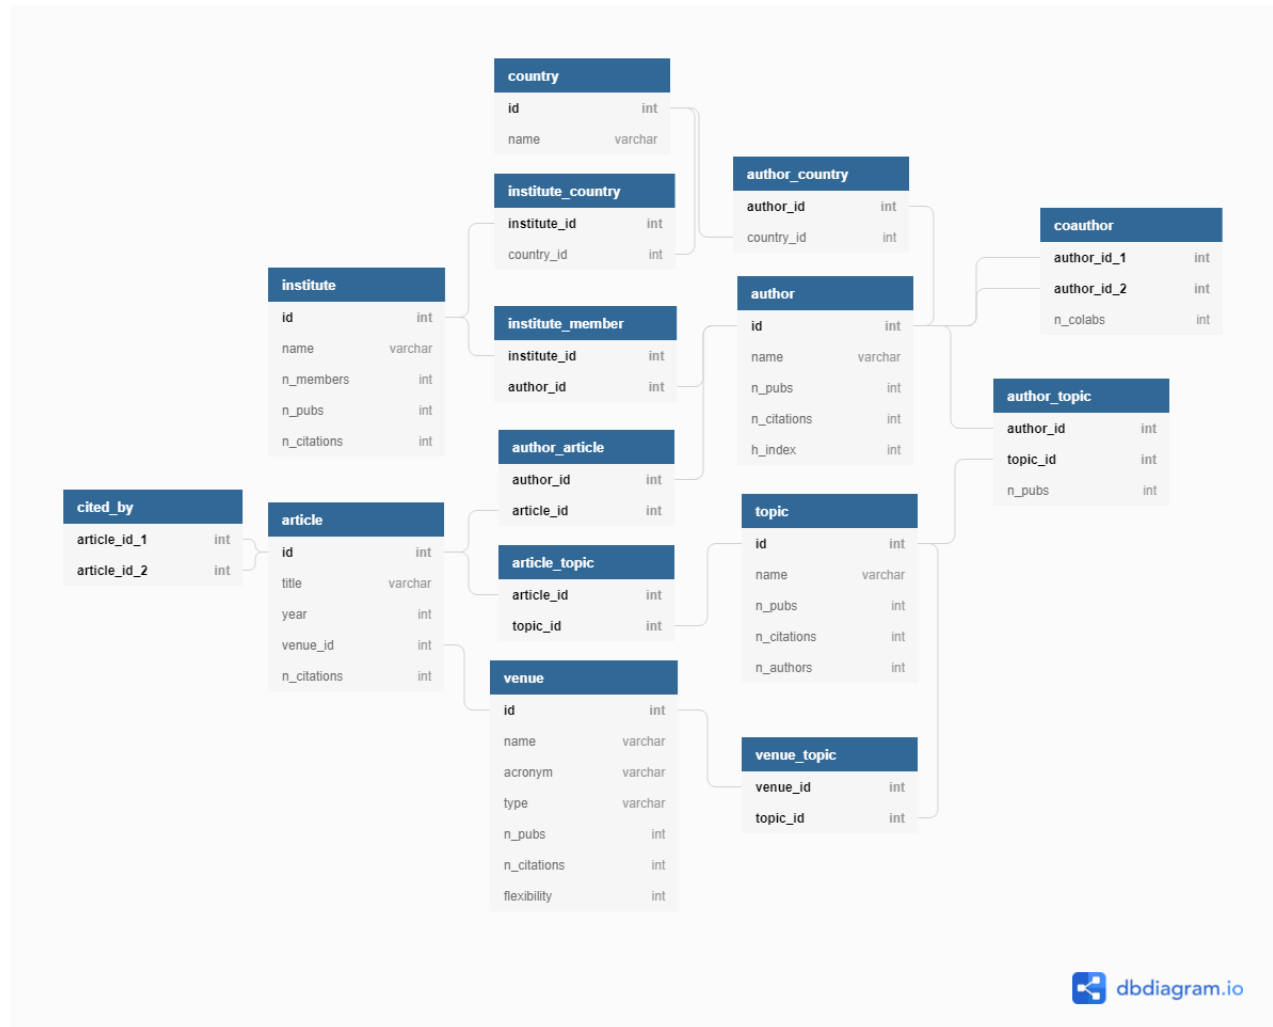 country
id int
name varchar
institute_country
institute_id int
country_id int
author_country
author_id int
country_id int
coauthor
author_id_1 int
author_id_2 int
n_colabs int
institute
id int
name varchar
n_members int
n_pubs int
n_citations int
institute_member
institute_id int
author_id int
author
id int
name varchar
n_pubs int
n_citations int
h_index int
author_topic
author_id int
topic_id int
n_pubs int
author_article
author_id int
article_id int
cited_by
article_id_1 int
article_id_2 int
article
id int
title varchar
year int
venue_id int
n_citations int
article_topic
article_id int
topic_id int
topic
id int
name varchar
n_pubs int
n_citations int
n_authors int
venue
id int
name varchar
acronym varchar
type varchar
n_pubs int
n_citations int
flexibility int
venue_topic
venue_id int
topic_id int
dbdiagram.io